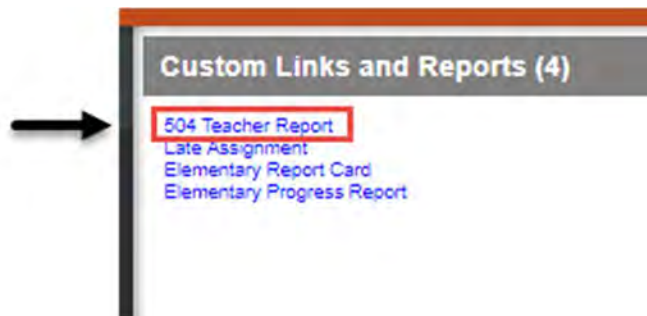 Custom Links and Reports (4)
504 Teacher Report
Late Assignment
Elementary Report Card
Elementary Progress Report